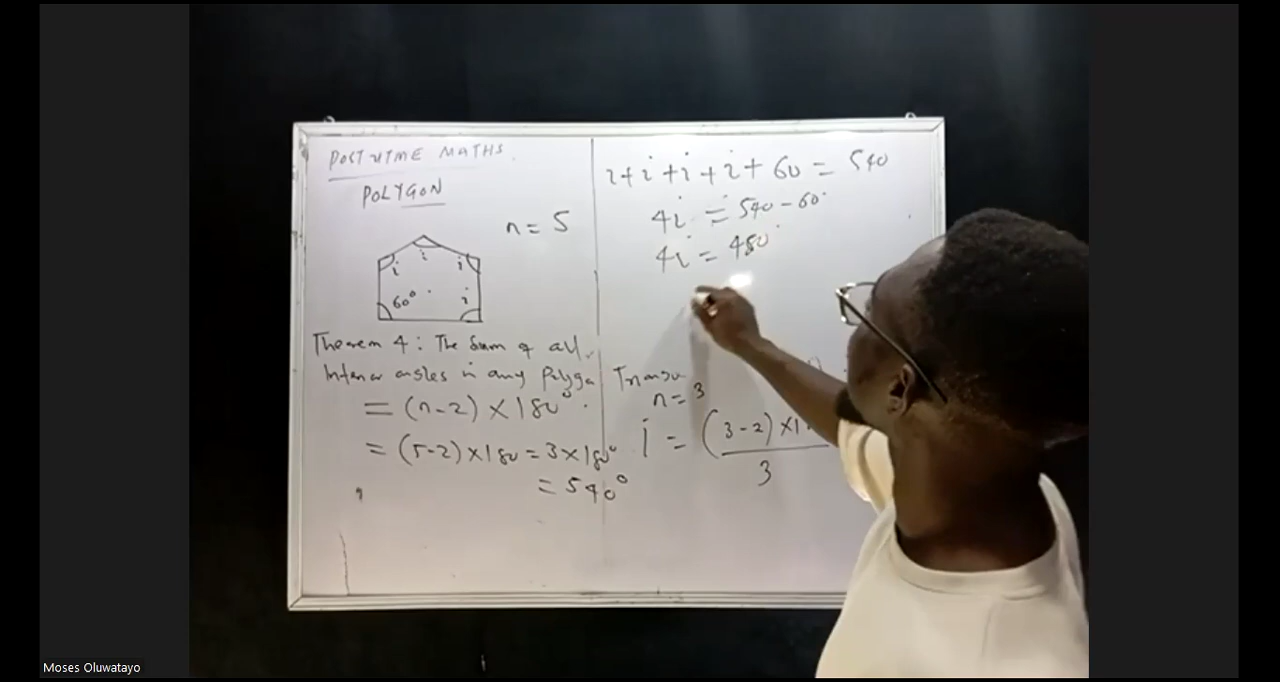 POST UTME MATHS
POLYGON
n = 5
i
i
i
60°
i
Theorem 4: The Sum of all
Interior angles in any Polygo
= (n-2) × 180°
= (5-2) × 180 = 3 × 180°
= 540°
i + i + i + i + 60 = 540
4i = 540 - 60°
4i = 480°
n = 3
i = (3-2) × 1
3
Moses Oluwatayo